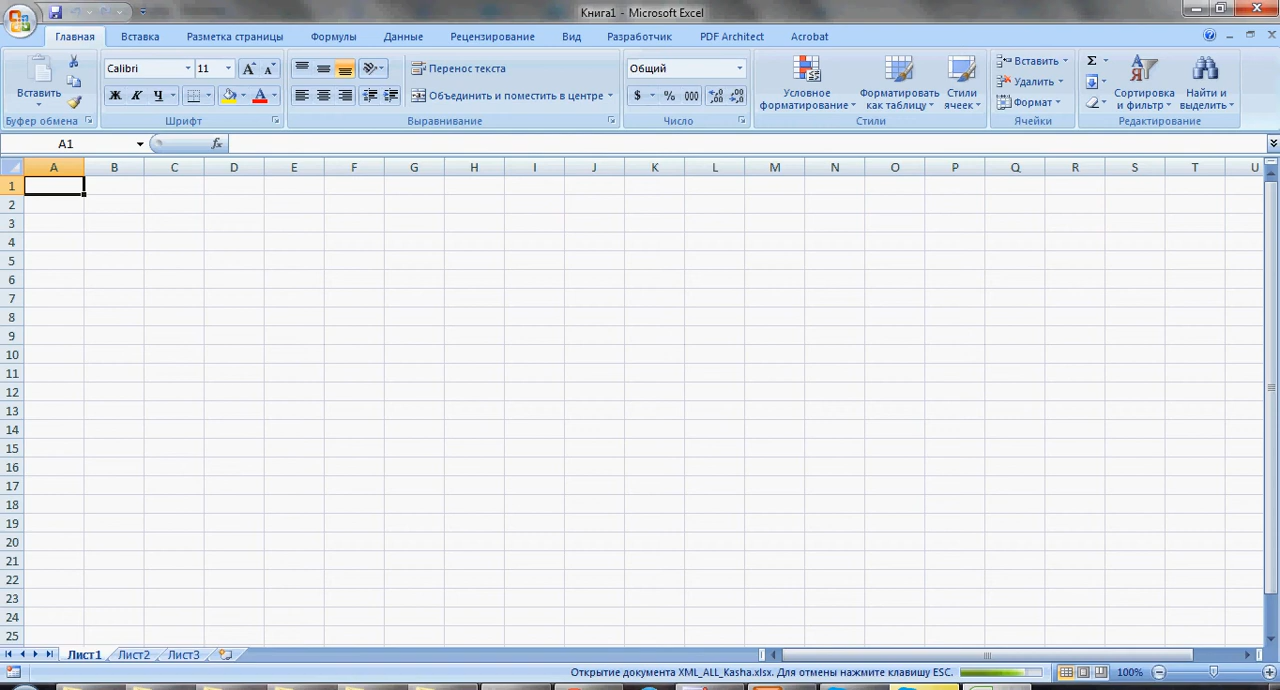 Книга1 - Microsoft Excel
Главная Вставка Разметка страницы Формулы Данные Рецензирование Вид Разработчик PDF Architect Acrobat
Вставить
Буфер обмена
Calibri 11
Ж К Ч А
Шрифт
Перенос текста
Объединить и поместить в центре
Выравнивание
Общий
$ % 000
Число
Условное форматирование
Форматировать как таблицу
Стили ячеек
Стили
Вставить
Удалить
Формат
Ячейки
Σ
Сортировка и фильтр
Найти и выделить
Редактирование
A1 fx
A B C D E F G H I J K L M N O P Q R S T U
1
2
3
4
5
6
7
8
9
10
11
12
13
14
15
16
17
18
19
20
21
22
23
24
25
Лист1 Лист2 Лист3
Открытие документа XML_ALL_Kasha.xlsx. Для отмены нажмите клавишу ESC. 100%